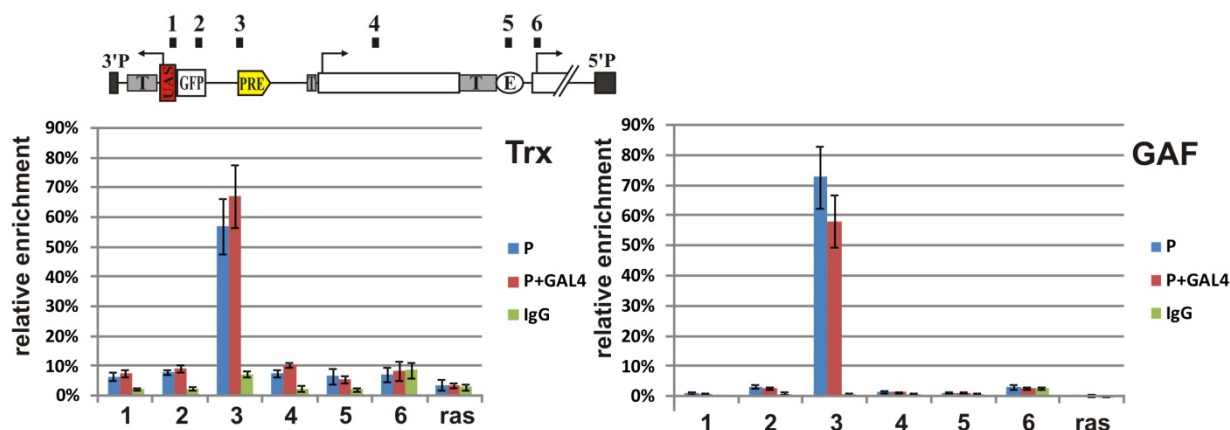 1 2 3 4 5 6
3'P 5'P
T UAS GFP PRE T T E
90% Trx
80%
70%
60%
50%
40%
30%
20%
10%
0%
relative enrichment
P
P+GAL4
IgG
1 2 3 4 5 6 ras
90% GAF
80%
70%
60%
50%
40%
30%
20%
10%
0%
relative enrichment
P
P+GAL4
IgG
1 2 3 4 5 6 ras